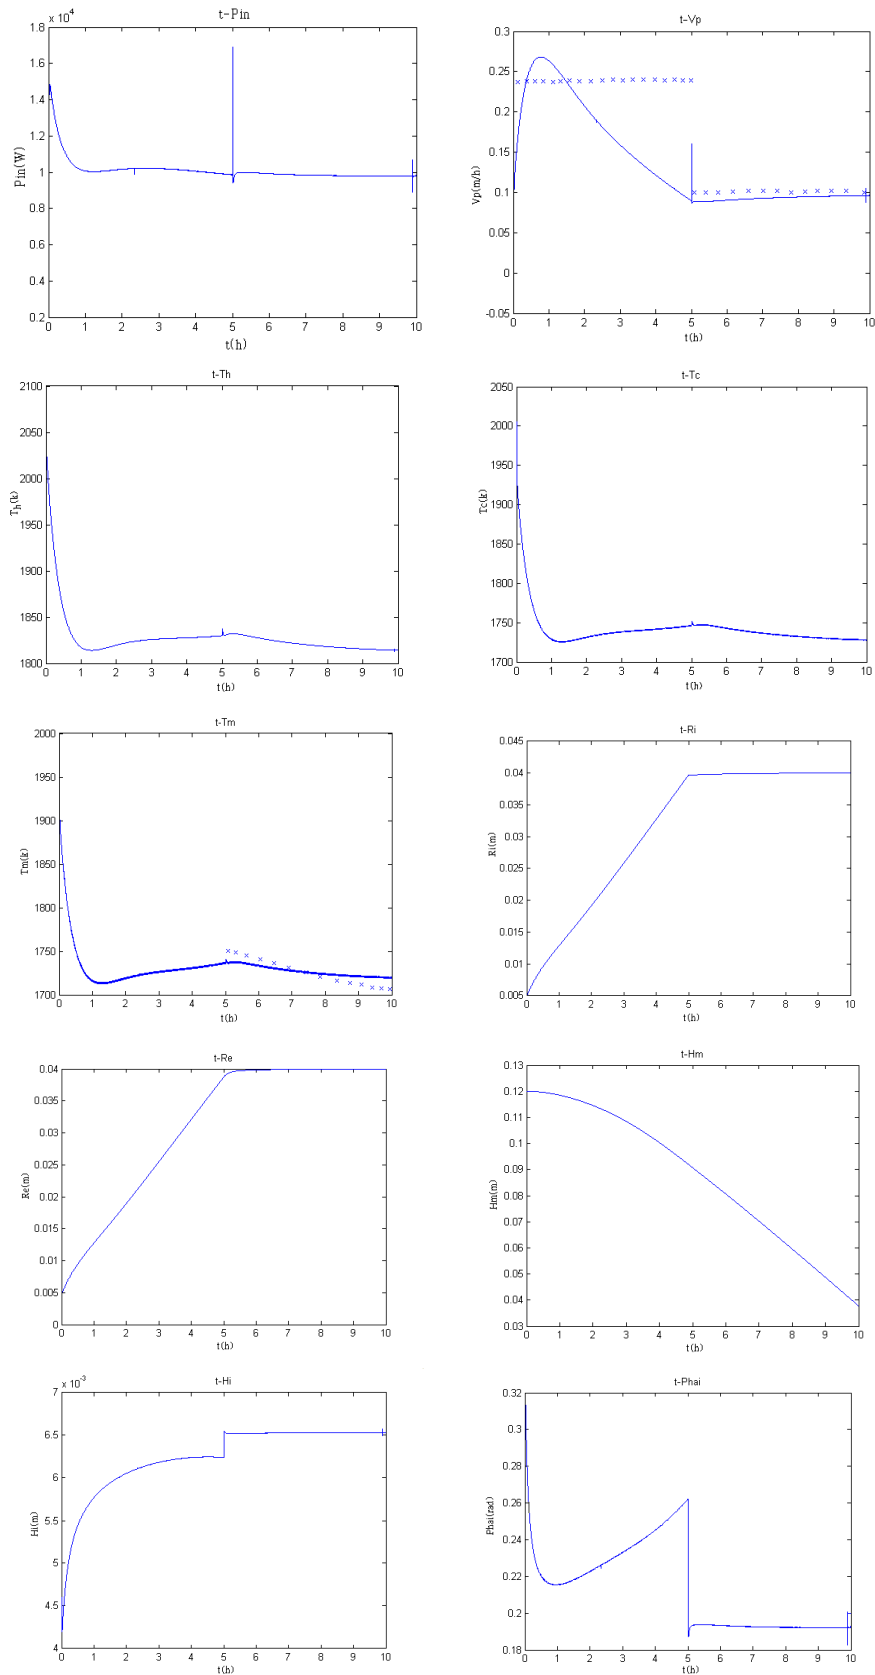 x 10⁴
t-Pin
1.8
1.6
1.4
1.2
1
0.8
0.6
0.4
0.2
Pin(W)
0 1 2 3 4 5 6 7 8 9 10
t(h)
t-Vp
0.3
0.25
0.2
0.15
0.1
0.05
0
-0.05
Vp(m/h)
0 1 2 3 4 5 6 7 8 9 10
t(h)
t-Th
2100
2050
2000
1950
1900
1850
1800
Th(k)
0 1 2 3 4 5 6 7 8 9 10
t(h)
t-Tc
2050
2000
1950
1900
1850
1800
1750
1700
Tc(k)
0 1 2 3 4 5 6 7 8 9 10
t(h)
t-Tm
2000
1950
1900
1850
1800
1750
1700
Tm(k)
0 1 2 3 4 5 6 7 8 9 10
t(h)
t-Ri
0.045
0.04
0.035
0.03
0.025
0.02
0.015
0.01
0.005
Ri(m)
0 1 2 3 4 5 6 7 8 9 10
t(h)
t-Re
0.04
0.035
0.03
0.025
0.02
0.015
0.01
0.005
0
Re(m)
0 1 2 3 4 5 6 7 8 9 10
t(h)
t-Hm
0.13
0.12
0.11
0.1
0.09
0.08
0.07
0.06
0.05
0.04
0.03
Hm(m)
0 1 2 3 4 5 6 7 8 9 10
t(h)
x 10⁻³
t-Hi
7
6.5
6
5.5
5
4.5
4
Hi(m)
0 1 2 3 4 5 6 7 8 9 10
t(h)
t-Phai
0.32
0.3
0.28
0.26
0.24
0.22
0.2
0.18
Phai(rad)
0 1 2 3 4 5 6 7 8 9 10
t(h)